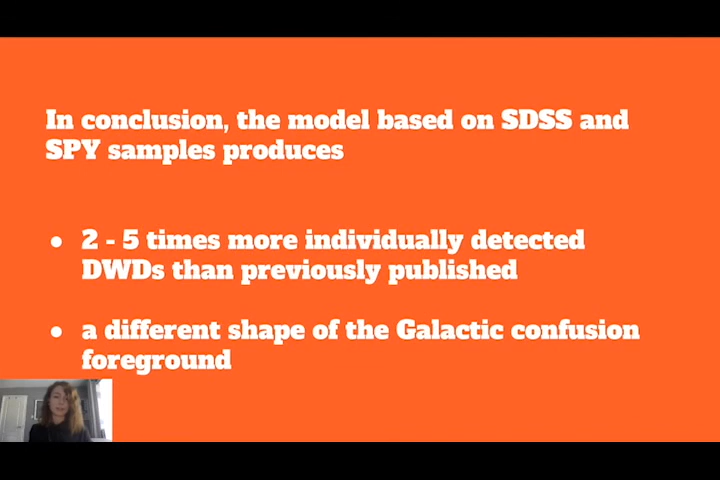 In conclusion, the model based on SDSS and
SPY samples produces
● 2 - 5 times more individually detected
DWDs than previously published
● a different shape of the Galactic confusion
foreground